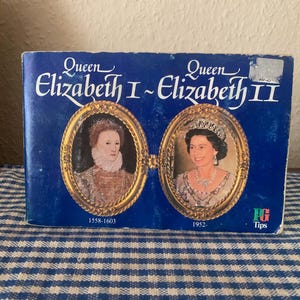 Queen Queen
Elizabeth I ~ Elizabeth II
1558-1603 1952-
PG
Tips